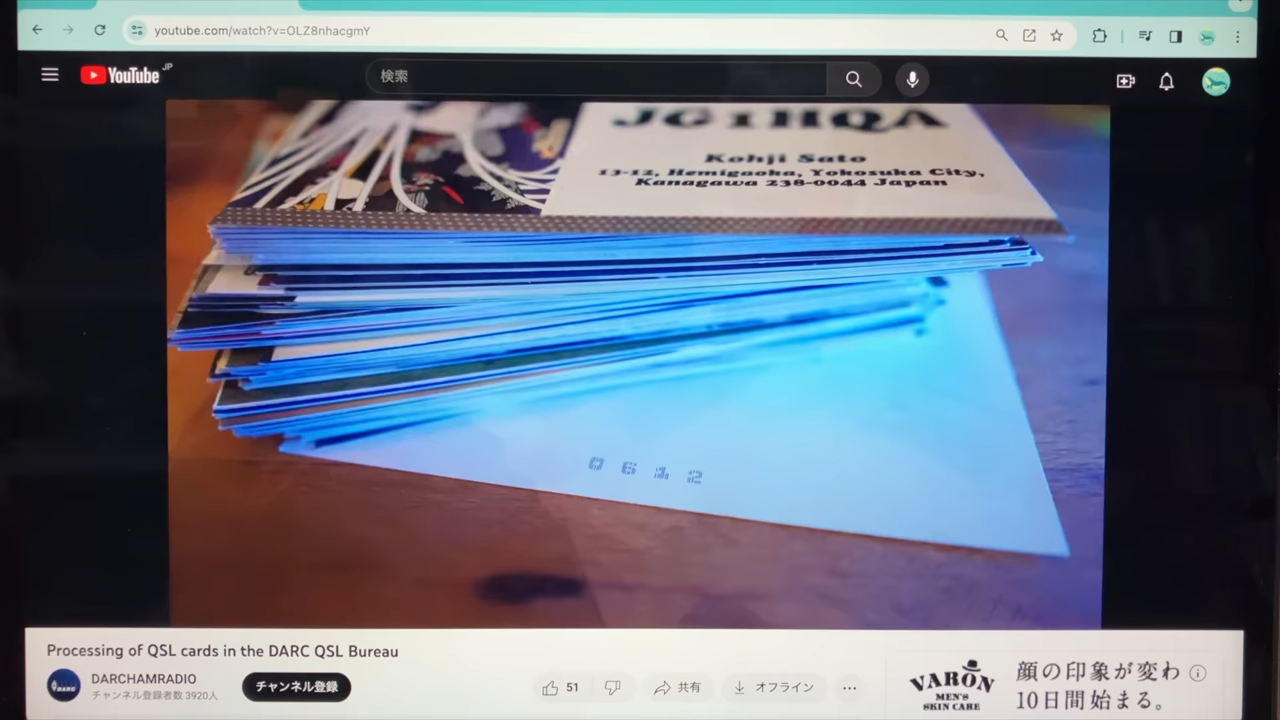 youtube.com/watch?v=OLZ8nhacgmY
YouTube JP
検索
JG1HQA
Kohji Sato
13-12, Hemigaoka, Yokosuka City,
Kanagawa 238-0044 Japan
0612
Processing of QSL cards in the DARC QSL Bureau
DARCHAMRADIO
チャンネル登録者数 3920人
チャンネル登録
51
共有
オフライン
DARC
VARON
MEN'S
SKIN CARE
顔の印象が変わ
10日間始まる。